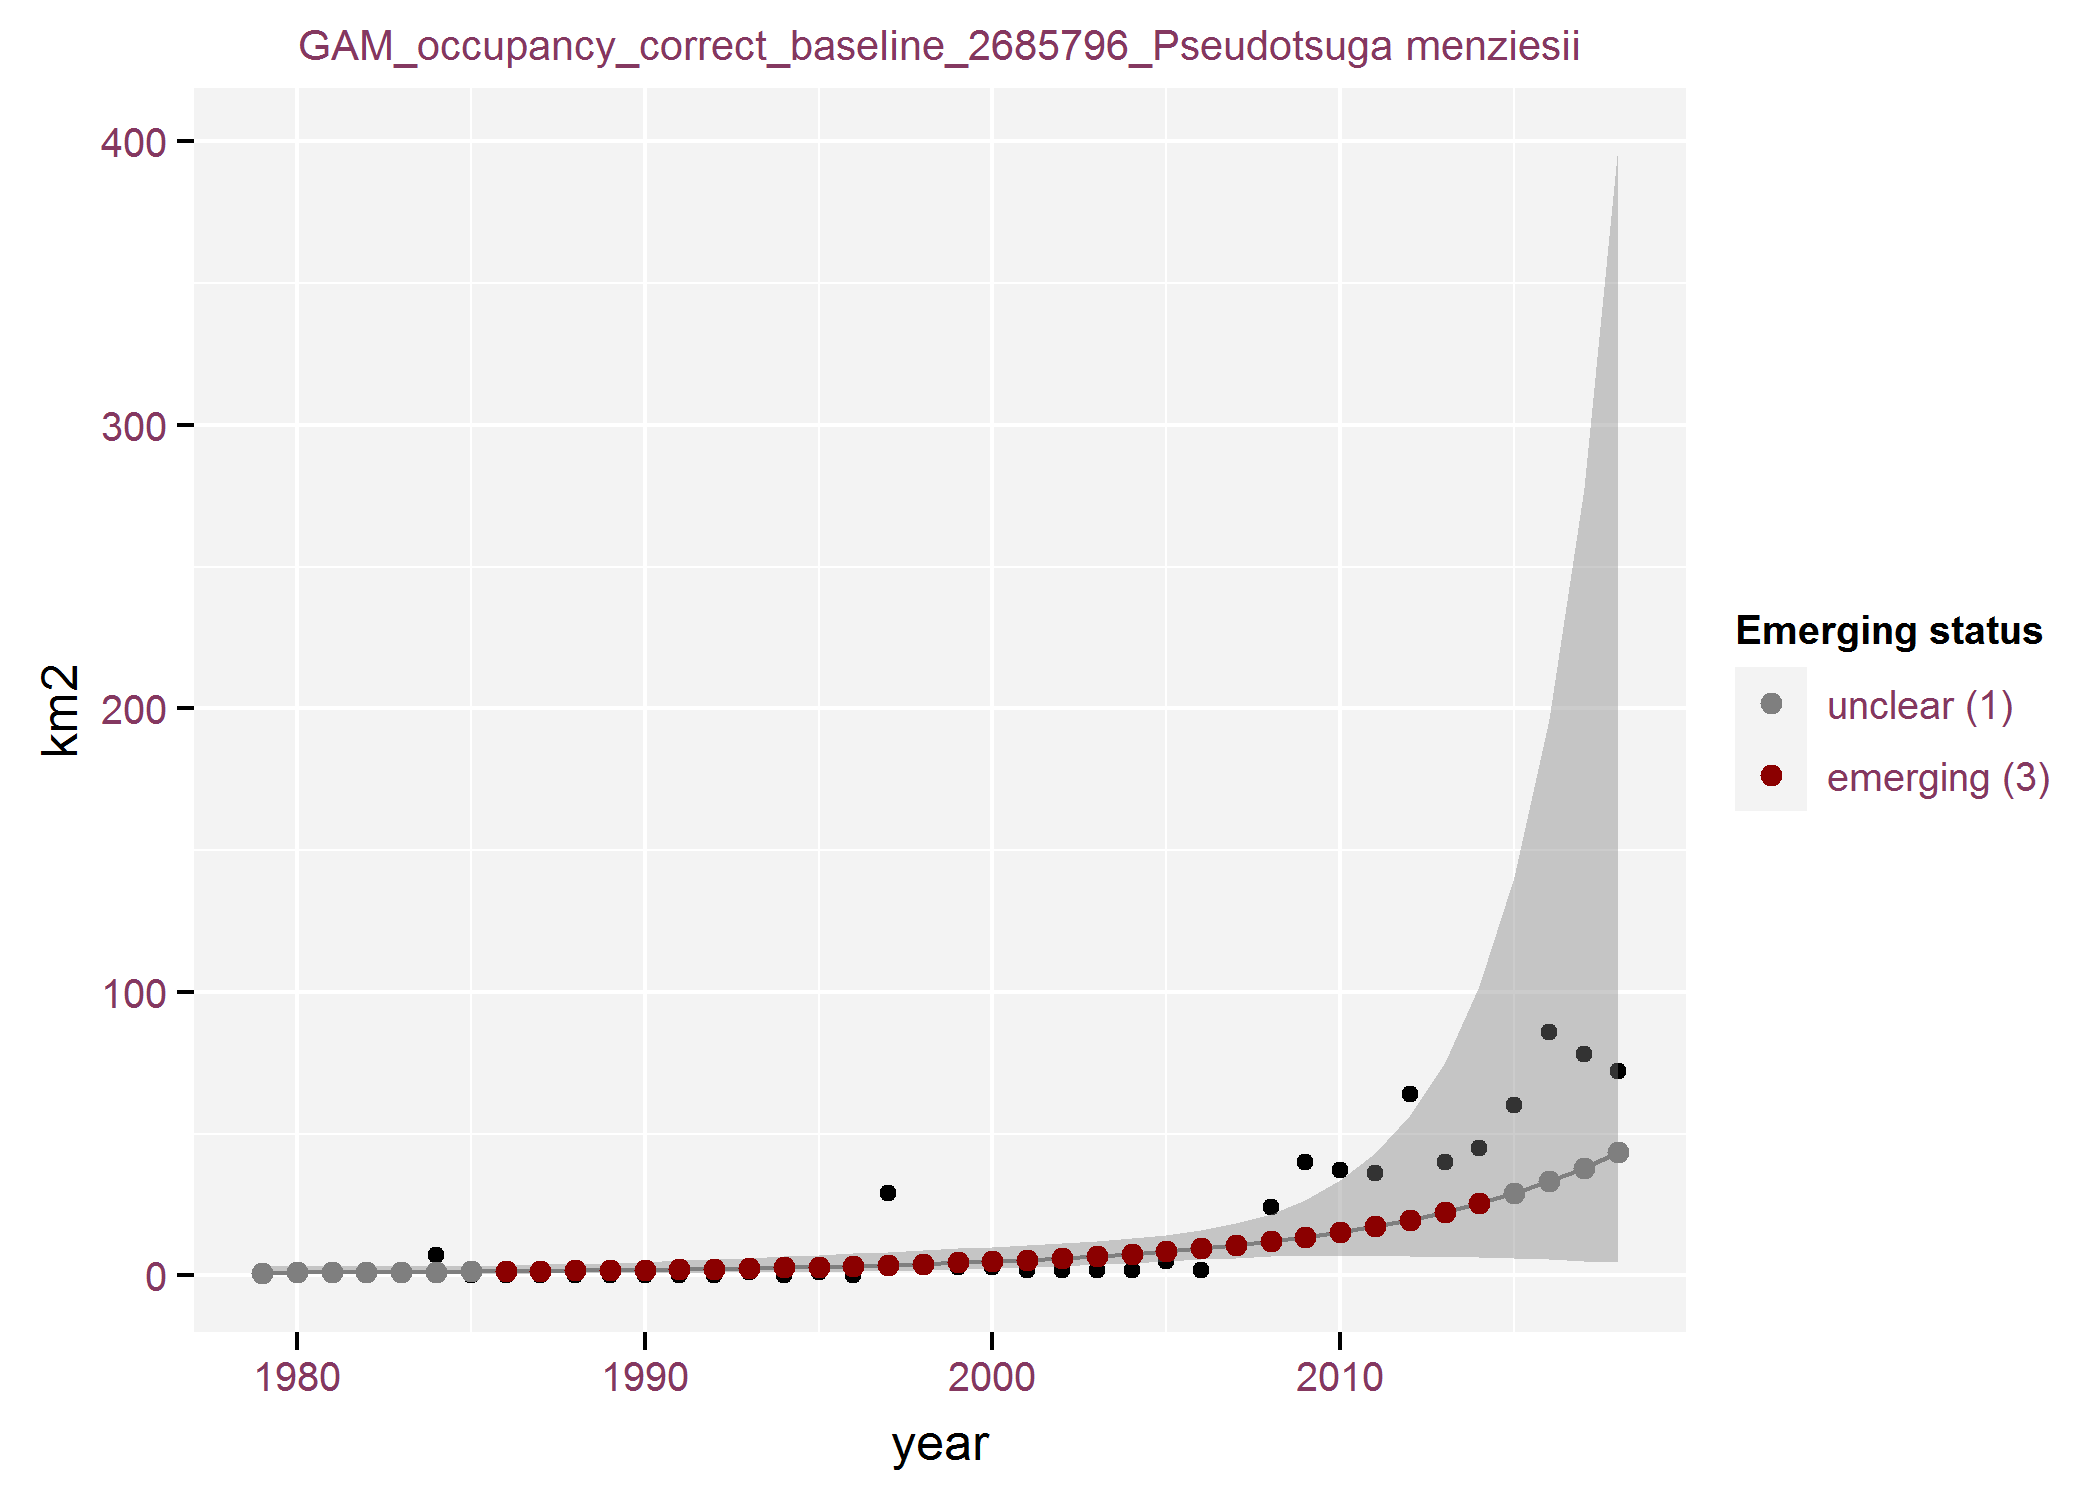 GAM_occupancy_correct_baseline_2685796_Pseudotsuga menziesii
400
300
200
100
0
km2
1980 1990 2000 2010
year
Emerging status
unclear (1)
emerging (3)